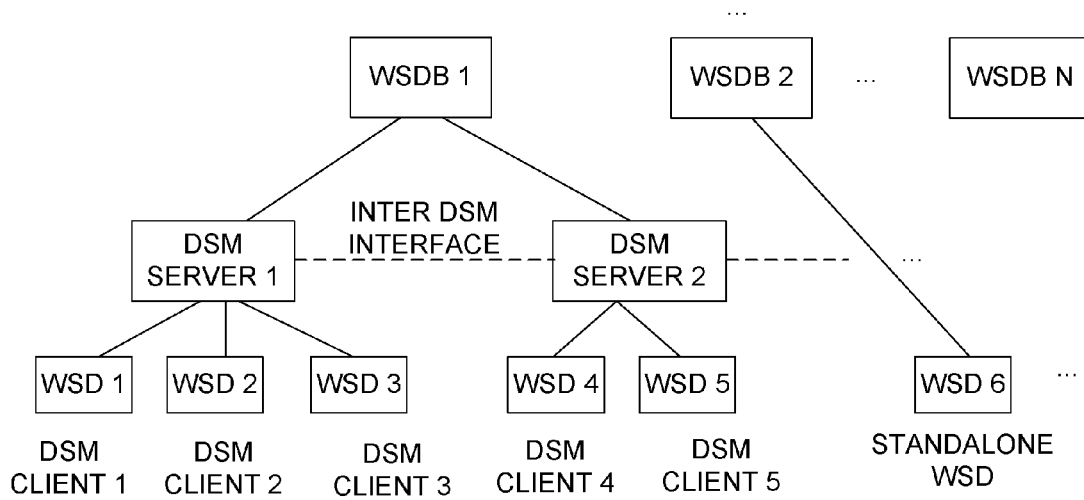 ...
WSDB 1
WSDB 2
...
WSDB N
INTER DSM
INTERFACE
DSM
SERVER 1
DSM
SERVER 2
...
WSD 1
WSD 2
WSD 3
WSD 4
WSD 5
WSD 6
...
DSM
CLIENT 1
DSM
CLIENT 2
DSM
CLIENT 3
DSM
CLIENT 4
DSM
CLIENT 5
STANDALONE
WSD